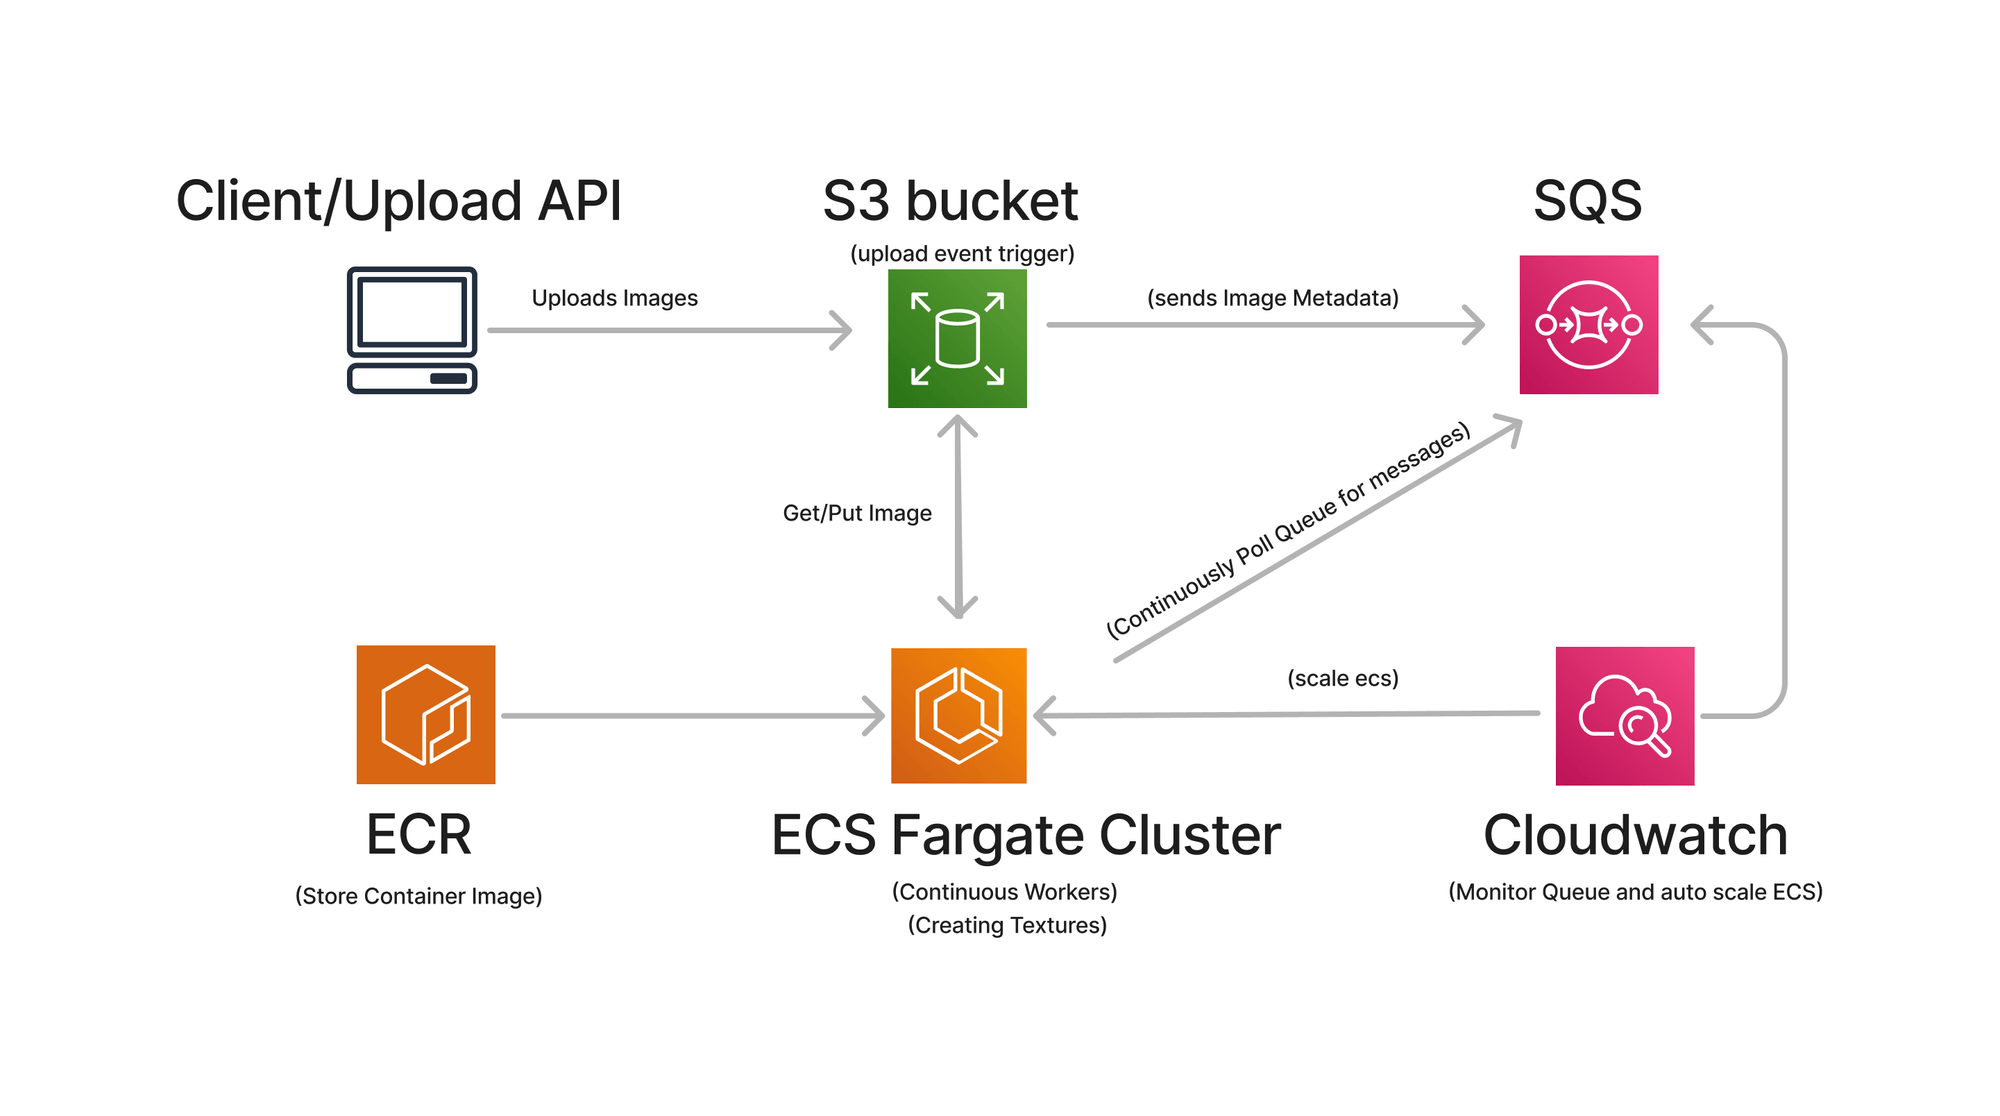 Client/Upload API
S3 bucket
(upload event trigger)
SQS
Uploads Images
(sends Image Metadata)
Get/Put Image
(Continuously Poll Queue for messages)
(scale ecs)
ECR
(Store Container Image)
ECS Fargate Cluster
(Continuous Workers)
(Creating Textures)
Cloudwatch
(Monitor Queue and auto scale ECS)